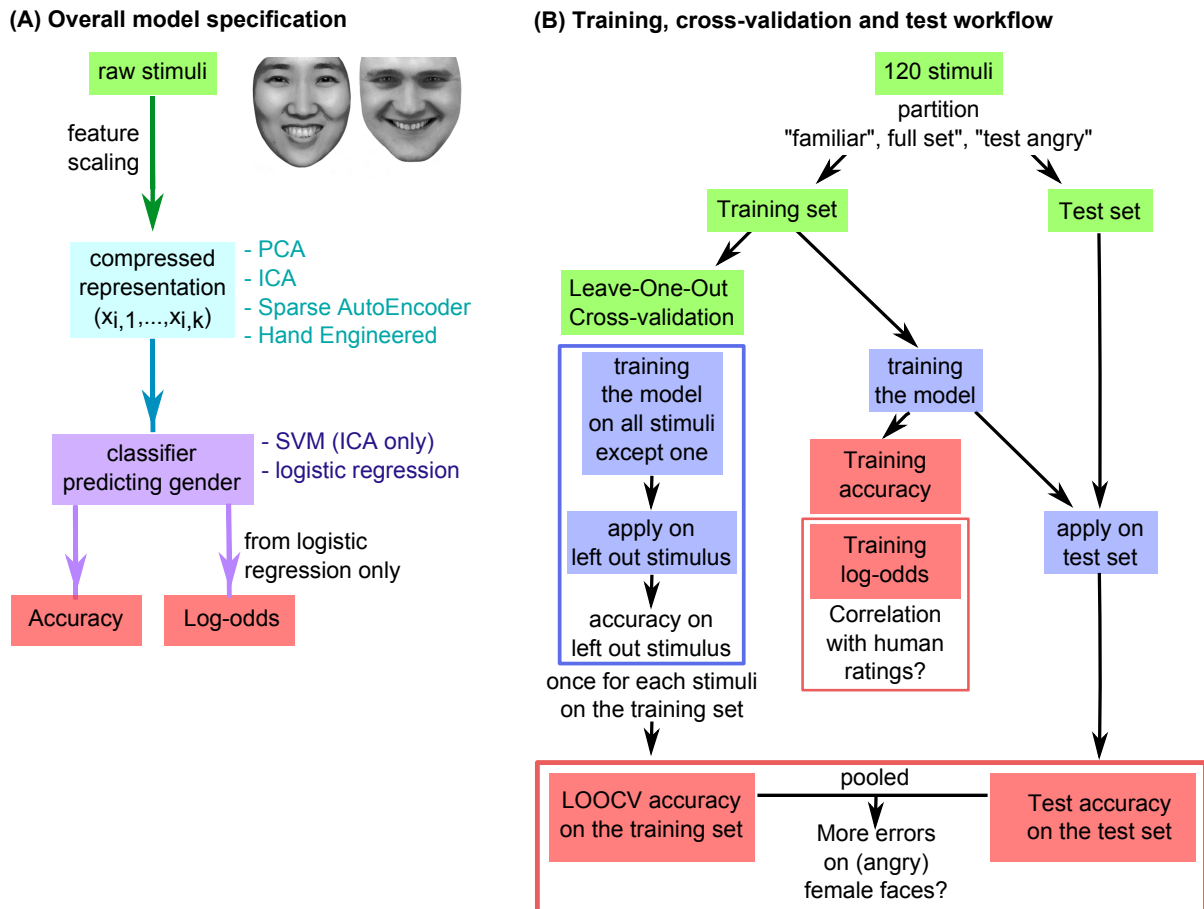 (A) Overall model specification
raw stimuli
feature
scaling
compressed
representation
(xi,1,...,xi,k)
- PCA
- ICA
- Sparse AutoEncoder
- Hand Engineered
classifier
predicting gender
- SVM (ICA only)
- logistic regression
from logistic
regression only
Accuracy
Log-odds
(B) Training, cross-validation and test workflow
120 stimuli
partition
"familiar", full set", "test angry"
Training set
Test set
Leave-One-Out
Cross-validation
training
the model
on all stimuli
except one
apply on
left out stimulus
accuracy on
left out stimulus
once for each stimuli
on the training set
training
the model
Training
accuracy
Training
log-odds
Correlation
with human
ratings?
apply on
test set
LOOCV accuracy
on the training set
pooled
More errors
on (angry)
female faces?
Test accuracy
on the test set